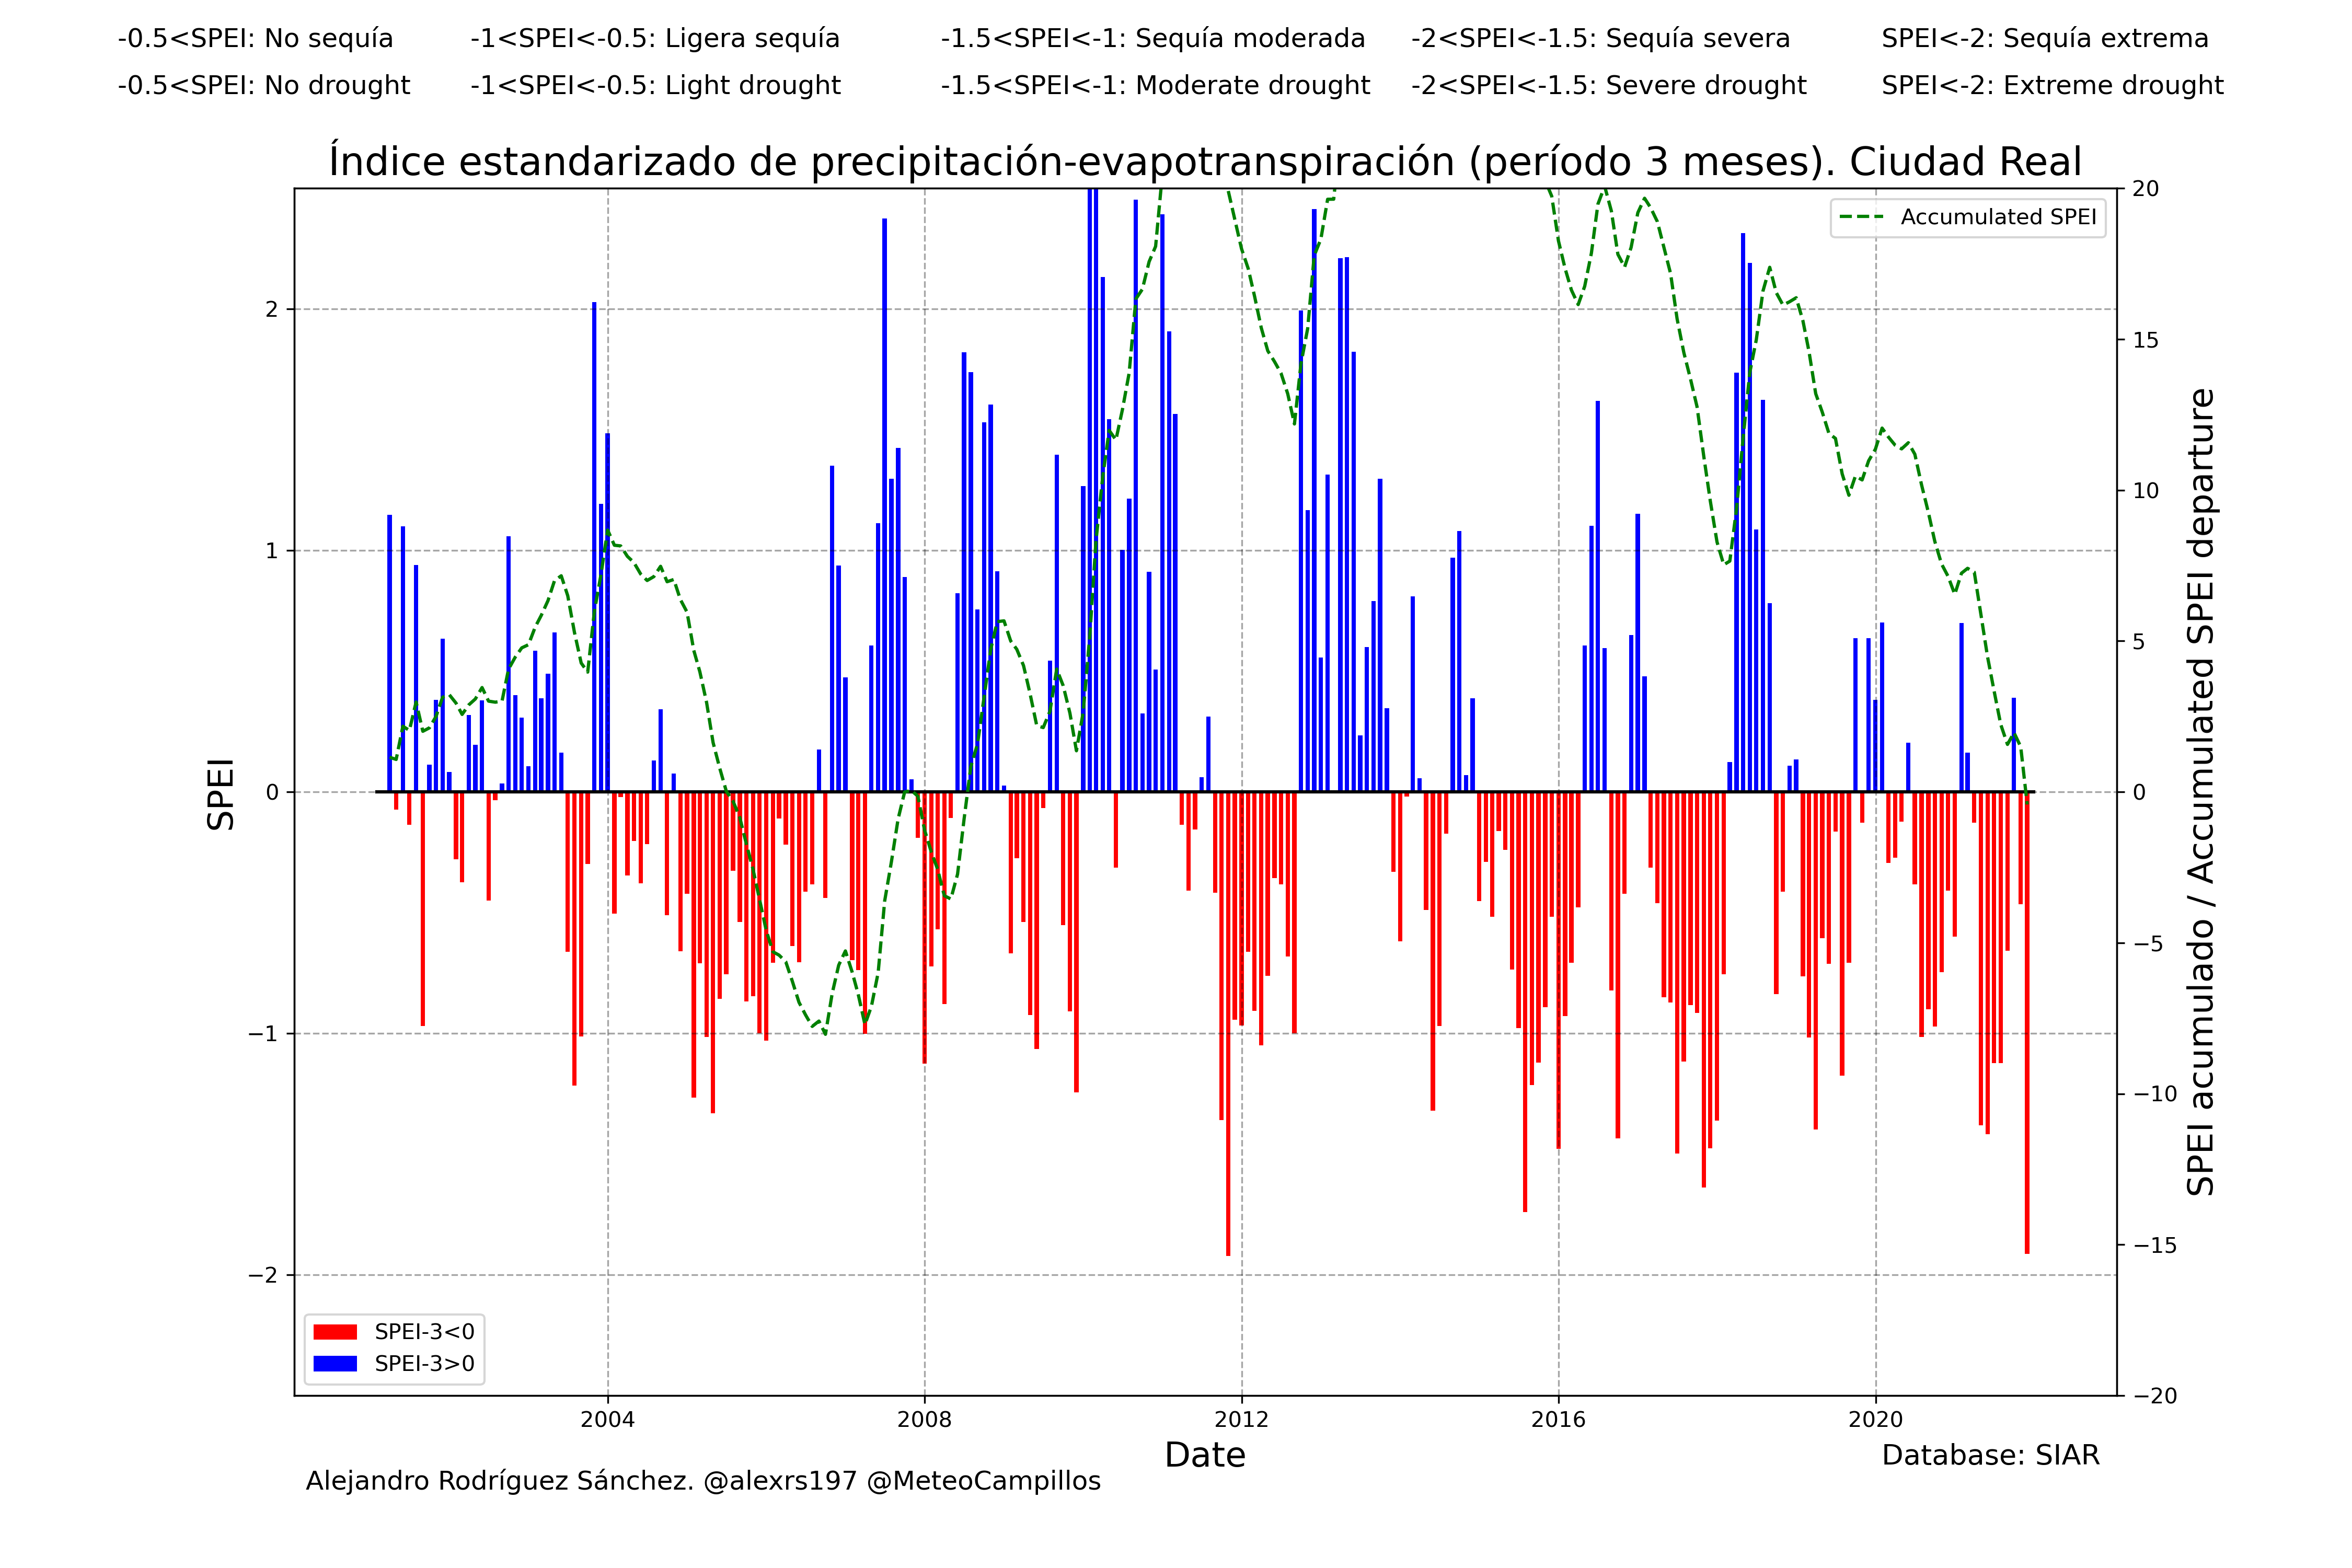 -0.5<SPEI: No sequía -1<SPEI<-0.5: Ligera sequía -1.5<SPEI<-1: Sequía moderada -2<SPEI<-1.5: Sequía severa SPEI<-2: Sequía extrema
-0.5<SPEI: No drought -1<SPEI<-0.5: Light drought -1.5<SPEI<-1: Moderate drought -2<SPEI<-1.5: Severe drought SPEI<-2: Extreme drought
Índice estandarizado de precipitación-evapotranspiración (período 3 meses). Ciudad Real
Accumulated SPEI
SPEI
2
1
0
−1
−2
20
15
10
5
0
−5
−10
−15
−20
SPEI acumulado / Accumulated SPEI departure
SPEI-3<0
SPEI-3>0
2004 2008 2012 2016 2020
Date
Database: SIAR
Alejandro Rodríguez Sánchez. @alexrs197 @MeteoCampillos